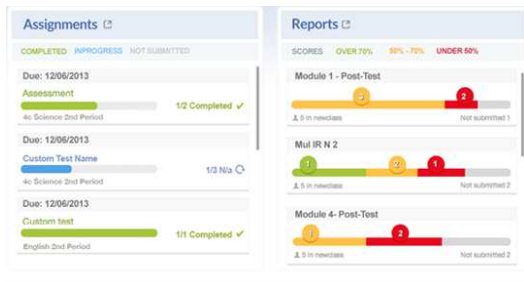 Assignments
COMPLETED INPROGRESS NOT SUBMITTED
Due: 12/06/2013
Assessment
1/2 Completed
4c Science 2nd Period
Due: 12/06/2013
Custom Test Name
1/3 N/a
4c Science 2nd Period
Due: 12/06/2013
Custom test
1/1 Completed
English 2nd Period
Reports
SCORES OVER 70% 50% - 70% UNDER 50%
Module 1 - Post-Test
2
5 in newclass Not submitted 1
Mul IR N 2
1 2 1
5 in newclass Not submitted 2
Module 4- Post-Test
1 2
5 in newclass Not submitted 2